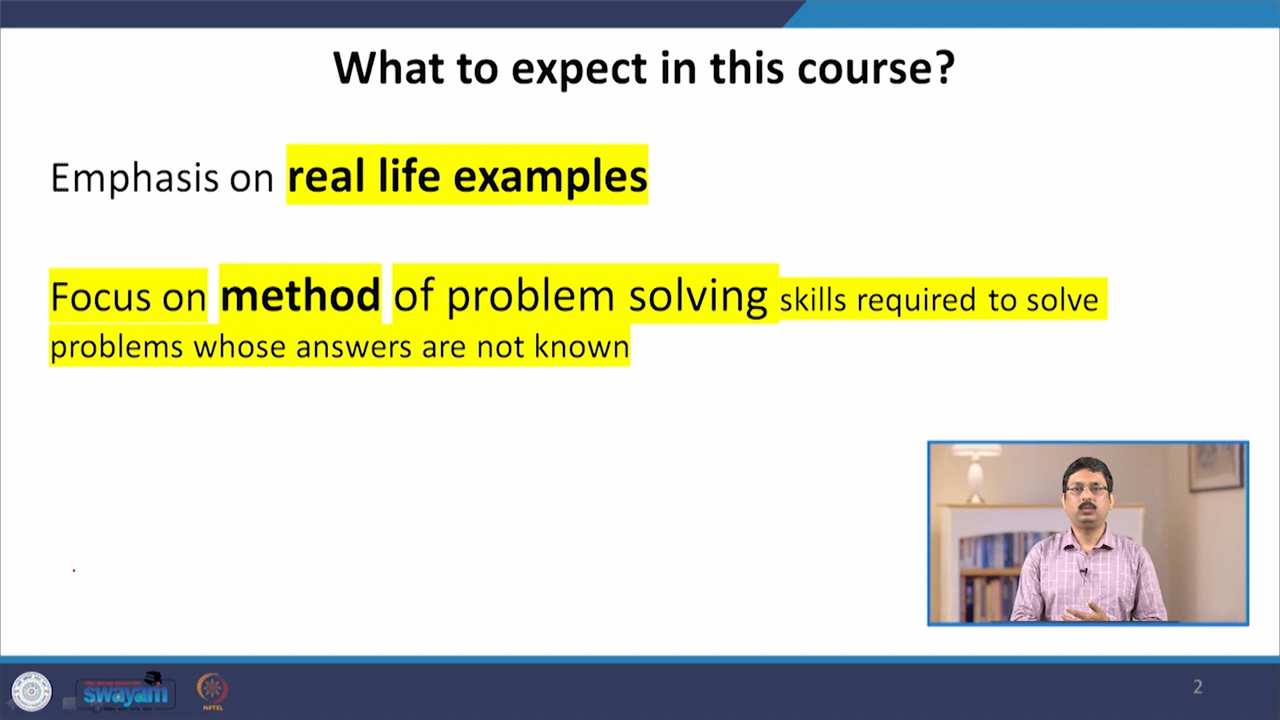 What to expect in this course?
Emphasis on real life examples
Focus on method of problem solving skills required to solve
problems whose answers are not known
swayam
NPTEL
2